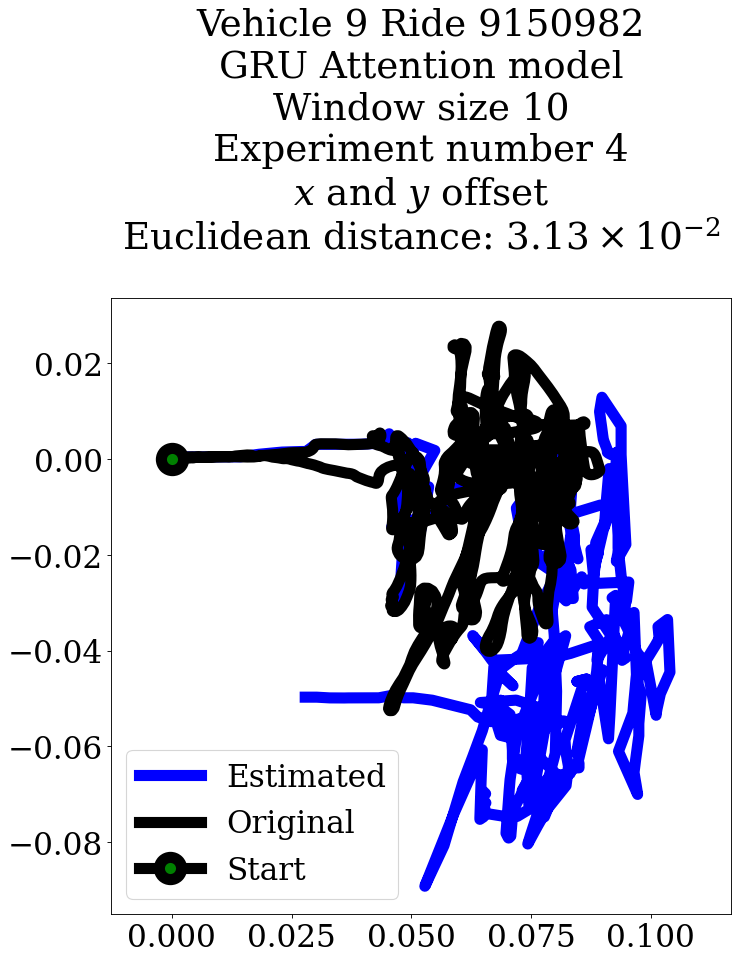 Vehicle 9 Ride 9150982
GRU Attention model
Window size 10
Experiment number 4
x and y offset
Euclidean distance: 3.13 × 10⁻²
0.02
0.00
−0.02
−0.04
−0.06
−0.08
Estimated
Original
Start
0.000 0.025 0.050 0.075 0.100